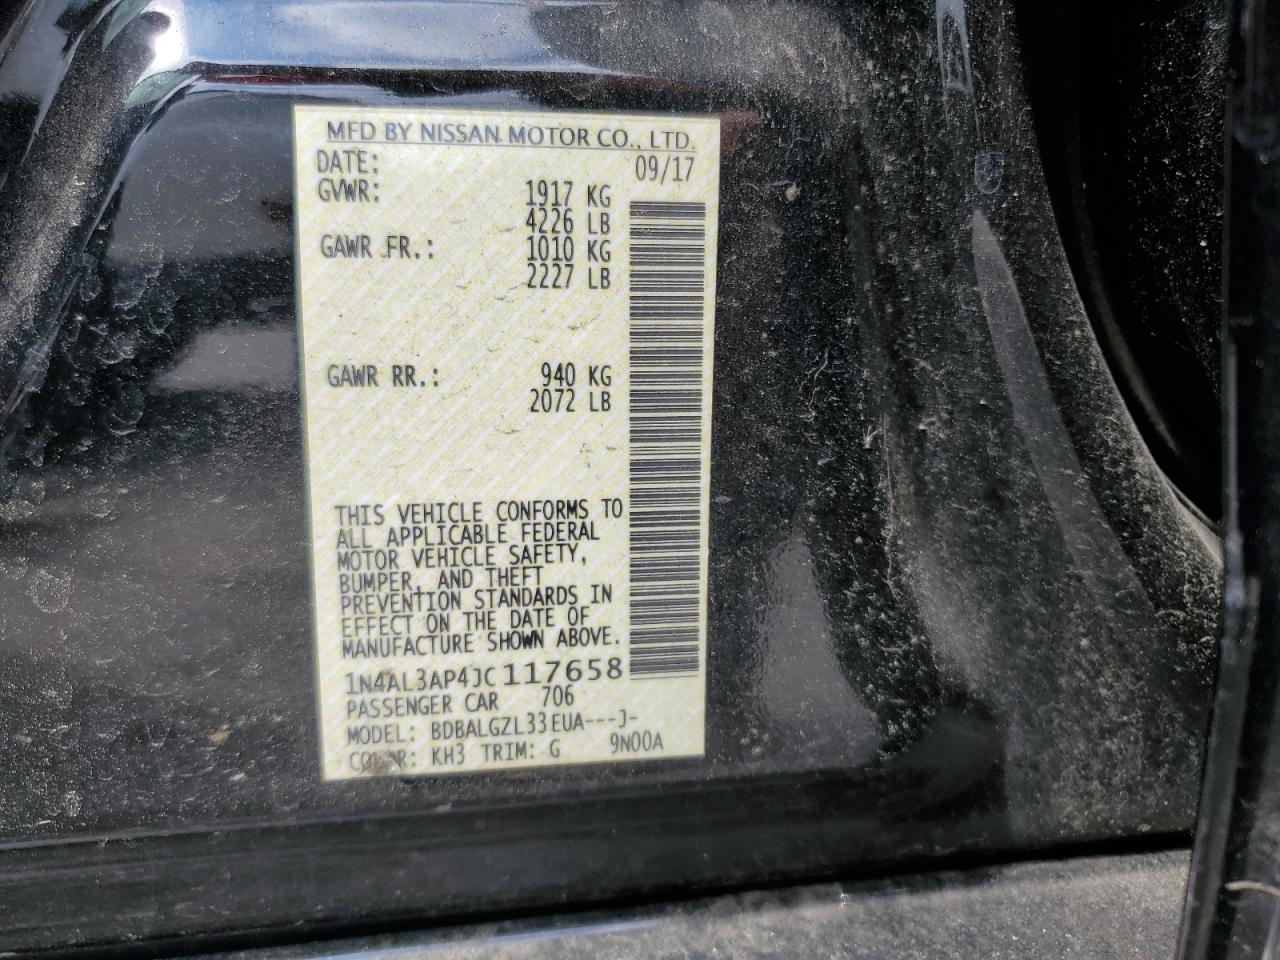 MFD BY NISSAN MOTOR CO., LTD.
DATE: 09/17
GVWR: 1917 KG
4226 LB
GAWR FR.: 1010 KG
2227 LB
GAWR RR.: 940 KG
2072 LB
THIS VEHICLE CONFORMS TO
ALL APPLICABLE FEDERAL
MOTOR VEHICLE SAFETY,
BUMPER, AND THEFT
PREVENTION STANDARDS IN
EFFECT ON THE DATE OF
MANUFACTURE SHOWN ABOVE.
1N4AL3AP4JC117658
PASSENGER CAR 706
MODEL: BDBALGZL33EUA---J-
COLOR: KH3 TRIM: G 9N00A